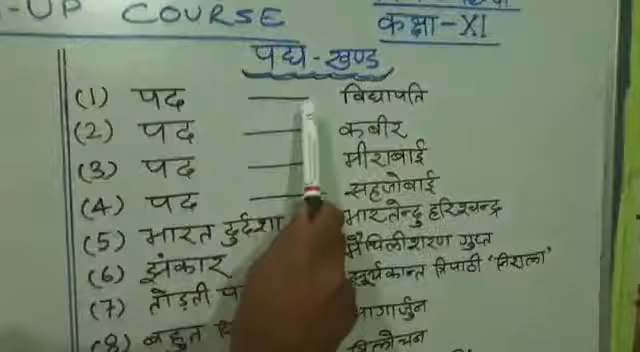 -UP COURSE
कक्षा-XI
पद्य-खण्ड
(1) पद — विद्यापति
(2) पद — कबीर
(3) पद — मीराबाई
(4) पद — सहजोबाई
(5) भारत दुर्दशा भारतेन्दु हरिश्चन्द्र
(6) झंकार मैथिलीशरण गुप्त
(7) तोड़ती सूर्यकान्त त्रिपाठी 'निराला'
(8) बहुत नागार्जुन
त्रिलोचन